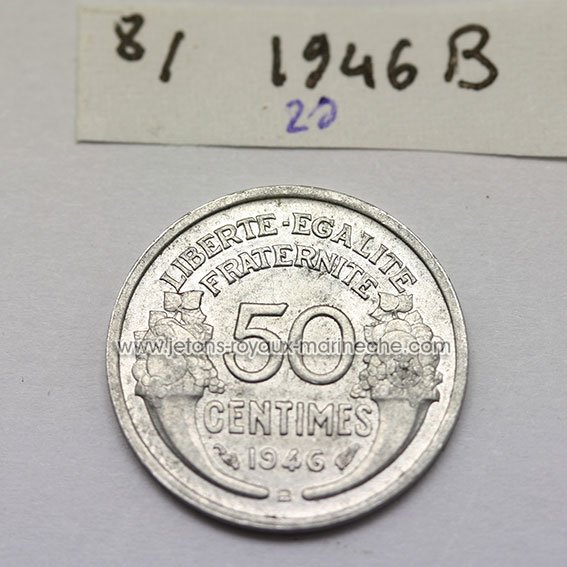 8/ 1946 B
20
LIBERTE-EGALITE
FRATERNITE
www.jetons-royaux-marineche.com
50
CENTIMES
1946
B